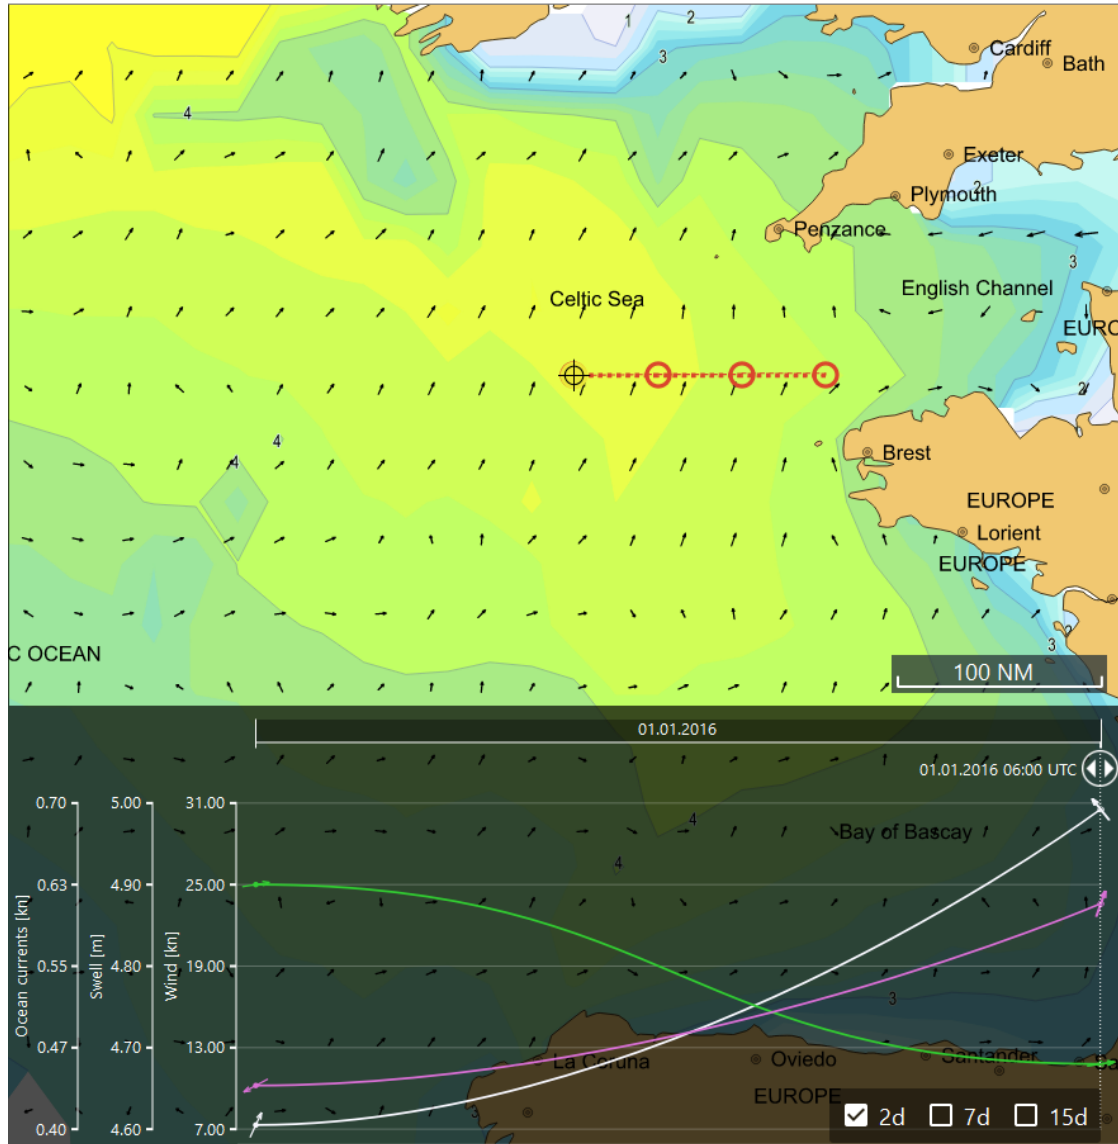 1
2
3
Cardiff
Bath
4
Exeter
2
Plymouth
Penzance
3
Celtic Sea
English Channel
EURO
2
4
4
Brest
EUROPE
Lorient
EUROPE
2
3
C OCEAN
100 NM
01.01.2016
01.01.2016 06:00 UTC
0.70 5.00 31.00
4
Bay of Bascay
4
0.63 4.90 25.00
Ocean currents [kn]
Swell [m]
Wind [kn]
0.55 4.80 19.00
3
0.47 4.70 13.00
La Coruna
Oviedo
Santander
EUROPE
0.40 4.60 7.00
3
2d 7d 15d